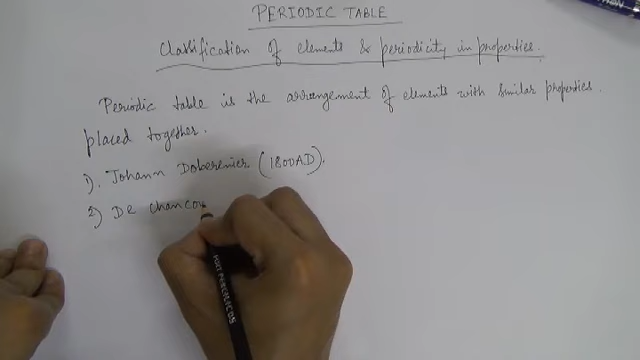 PERIODIC TABLE
Classification of elements & periodicity in properties.
Periodic table is the arrangement of elements with similar properties
placed together.
1). Johann Doberenier (1800AD).
2) De Chancou